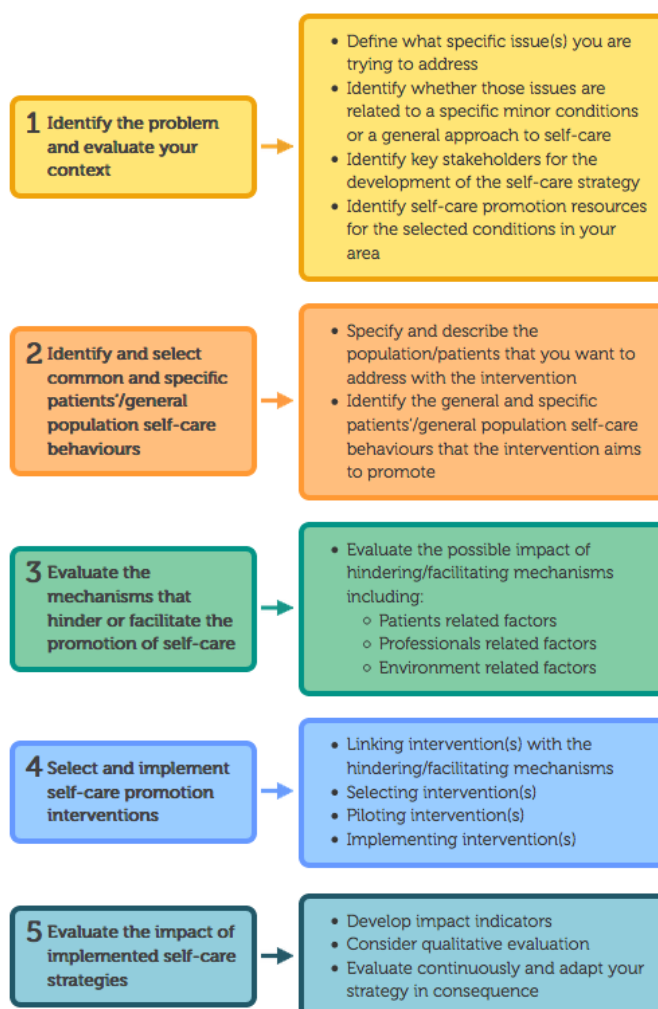 1 Identify the problem
and evaluate your
context
• Define what specific issue(s) you are
trying to address
• Identify whether those issues are
related to a specific minor conditions
or a general approach to self-care
• Identify key stakeholders for the
development of the self-care strategy
• Identify self-care promotion resources
for the selected conditions in your
area
2 Identify and select
common and specific
patients'/general
population self-care
behaviours
• Specify and describe the
population/patients that you want to
address with the intervention
• Identify the general and specific
patients'/general population self-care
behaviours that the intervention aims
to promote
3 Evaluate the
mechanisms that
hinder or facilitate the
promotion of self-care
• Evaluate the possible impact of
hindering/facilitating mechanisms
including:
○ Patients related factors
○ Professionals related factors
○ Environment related factors
4 Select and implement
self-care promotion
interventions
• Linking intervention(s) with the
hindering/facilitating mechanisms
• Selecting intervention(s)
• Piloting intervention(s)
• Implementing intervention(s)
5 Evaluate the impact of
implemented self-care
strategies
• Develop impact indicators
• Consider qualitative evaluation
• Evaluate continuously and adapt your
strategy in consequence